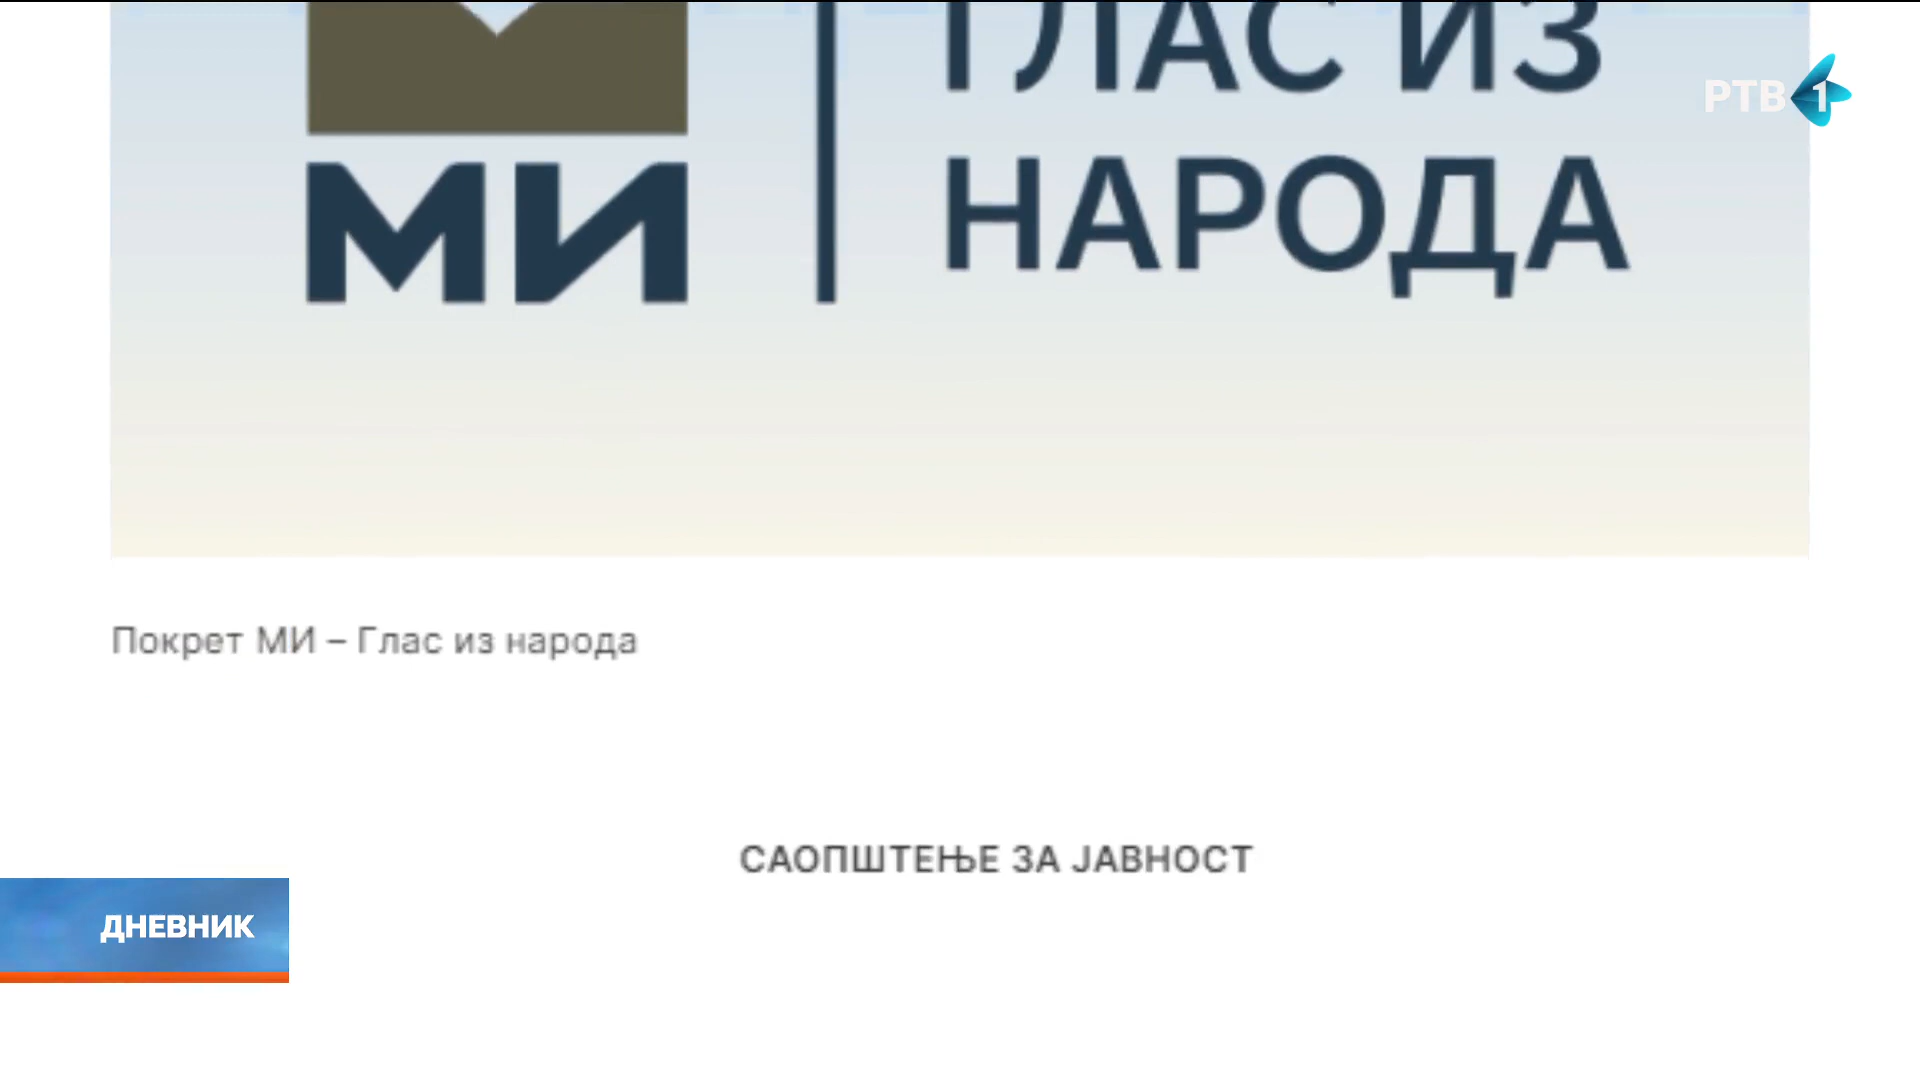 ГЛАС ИЗ
НАРОДА
МИ
РТВ 1
Покрет МИ – Глас из народа
САОПШТЕЊЕ ЗА ЈАВНОСТ
ДНЕВНИК